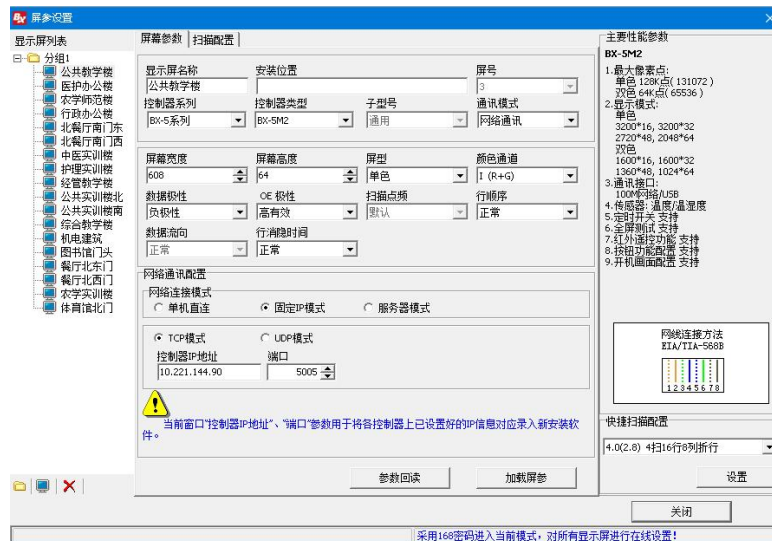 屏参设置
显示屏列表
分组1
公共教学楼
医护办公楼
农学师范楼
行政办公楼
北餐厅南门东
北餐厅南门西
中医实训楼
护理实训楼
经管教学楼
公共实训楼北
公共实训楼南
综合教学楼
机电建筑
图书馆门头
餐厅北东门
餐厅北西门
农学实训楼
体育馆北门
屏幕参数 扫描配置
显示屏名称 安装位置 屏号
公共教学楼 3
控制器系列 控制器类型 子型号 通讯模式
BX-5系列 BX-5M2 通用 网络通讯
屏幕宽度 屏幕高度 屏型 颜色通道
608 64 单色 I (R+G)
数据极性 OE 极性 扫描点频 行顺序
负极性 高有效 默认 正常
数据流向 行消隐时间
正常 正常
网络通讯配置
网络连接模式
单机直连 固定IP模式 服务器模式
TCP模式 UDP模式
控制器IP地址 端口
10.221.144.90 5005
当前窗口"控制器IP地址"、"端口"参数用于将各控制器上已设置好的IP信息对应录入新安装软
件。
参数回读 加载屏参
主要性能参数
BX-5M2
1.最大像素点:
单色 128K点( 131072 )
双色 64K点( 65536 )
2.显示模式:
单色
3200*16, 3200*32
2720*48, 2048*64
双色
1600*16, 1600*32
1360*48, 1024*64
3.通讯接口:
100M网络/USB
4.传感器: 温度/温湿度
5.定时开关 支持
6.全屏测试 支持
7.红外遥控功能 支持
8.按钮功能配置 支持
9.开机画面配置 支持
网线连接方法
EIA/TIA-568B
1 2 3 4 5 6 7 8
快捷扫描配置
4.0(2.8) 4扫16行8列折行
设置
关闭
采用168密码进入当前模式，对所有显示屏进行在线设置!